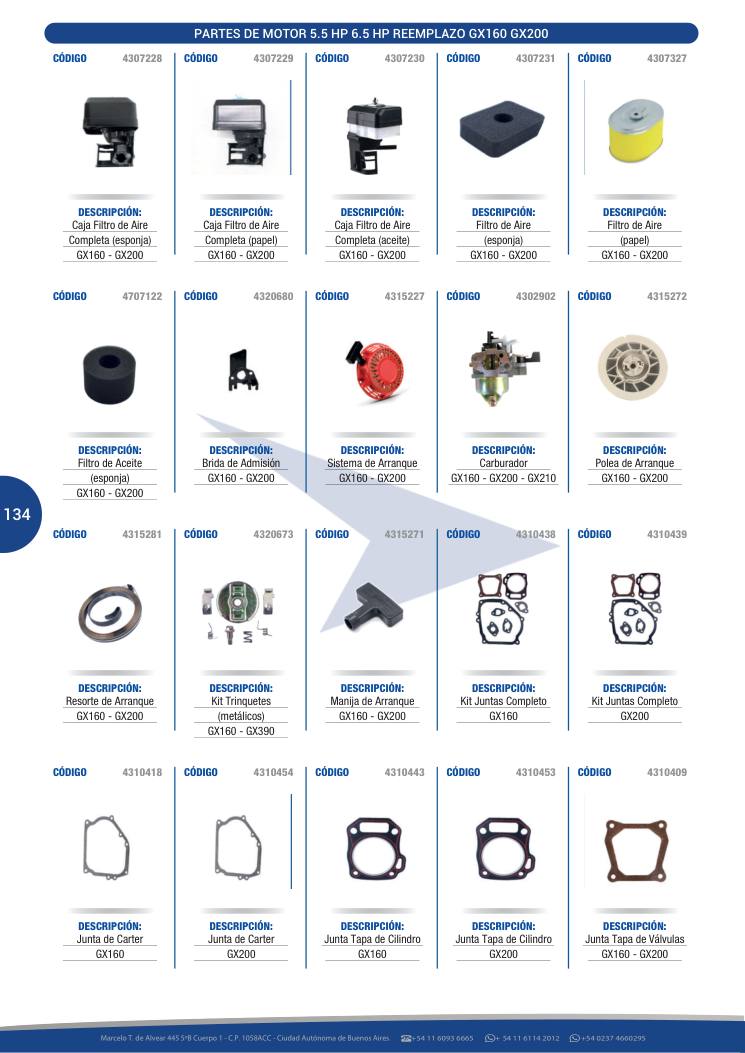 PARTES DE MOTOR 5.5 HP 6.5 HP REEMPLAZO GX160 GX200
CÓDIGO 4307228
DESCRIPCIÓN:
Caja Filtro de Aire
Completa (esponja)
GX160 - GX200
CÓDIGO 4307229
DESCRIPCIÓN:
Caja Filtro de Aire
Completa (papel)
GX160 - GX200
CÓDIGO 4307230
DESCRIPCIÓN:
Caja Filtro de Aire
Completa (aceite)
GX160 - GX200
CÓDIGO 4307231
DESCRIPCIÓN:
Filtro de Aire
(esponja)
GX160 - GX200
CÓDIGO 4307327
DESCRIPCIÓN:
Filtro de Aire
(papel)
GX160 - GX200
CÓDIGO 4707122
DESCRIPCIÓN:
Filtro de Aceite
(esponja)
GX160 - GX200
CÓDIGO 4320680
DESCRIPCIÓN:
Brida de Admisión
GX160 - GX200
CÓDIGO 4315227
DESCRIPCIÓN:
Sistema de Arranque
GX160 - GX200
CÓDIGO 4302902
DESCRIPCIÓN:
Carburador
GX160 - GX200 - GX210
CÓDIGO 4315272
DESCRIPCIÓN:
Polea de Arranque
GX160 - GX200
134
CÓDIGO 4315281
DESCRIPCIÓN:
Resorte de Arranque
GX160 - GX200
CÓDIGO 4320673
DESCRIPCIÓN:
Kit Trinquetes
(metálicos)
GX160 - GX390
CÓDIGO 4315271
DESCRIPCIÓN:
Manija de Arranque
GX160 - GX200
CÓDIGO 4310438
DESCRIPCIÓN:
Kit Juntas Completo
GX160
CÓDIGO 4310439
DESCRIPCIÓN:
Kit Juntas Completo
GX200
CÓDIGO 4310418
DESCRIPCIÓN:
Junta de Carter
GX160
CÓDIGO 4310454
DESCRIPCIÓN:
Junta de Carter
GX200
CÓDIGO 4310443
DESCRIPCIÓN:
Junta Tapa de Cilindro
GX160
CÓDIGO 4310453
DESCRIPCIÓN:
Junta Tapa de Cilindro
GX200
CÓDIGO 4310409
DESCRIPCIÓN:
Junta Tapa de Válvulas
GX160 - GX200
Marcelo T. de Alvear 445 5ºB Cuerpo 1 - C.P. 1058ACC - Ciudad Autónoma de Buenos Aires. +54 11 6093 6665 + 54 11 6114 2012 +54 0237 4660295